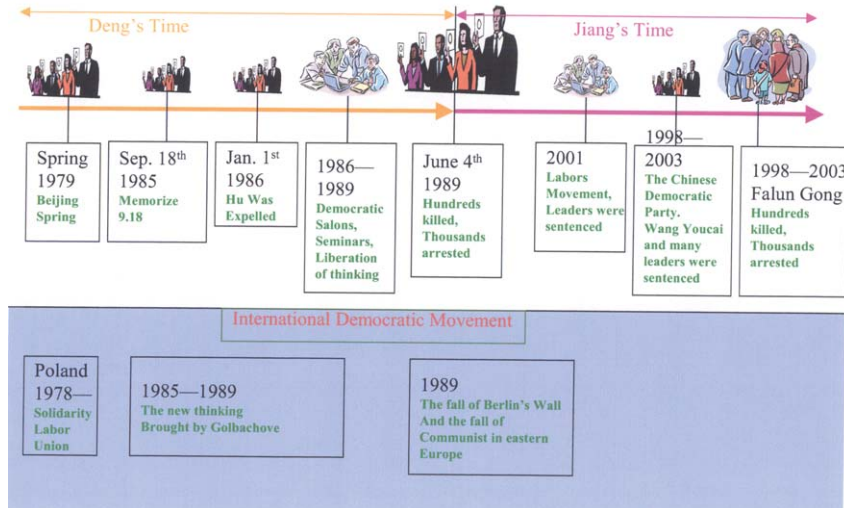 Deng's Time
Jiang's Time
Spring
1979
Beijing
Spring
Sep. 18th
1985
Memorize
9.18
Jan. 1st
1986
Hu Was
Expelled
1986—
1989
Democratic
Salons,
Seminars,
Liberation
of thinking
June 4th
1989
Hundreds
killed,
Thousands
arrested
2001
Labors
Movement,
Leaders were
sentenced
1998—
2003
The Chinese
Democratic
Party.
Wang Youcai
and many
leaders were
sentenced
1998—2003
Falun Gong
Hundreds
killed,
Thousands
arrested
International Democratic Movement
Poland
1978—
Solidarity
Labor
Union
1985—1989
The new thinking
Brought by Golbachove
1989
The fall of Berlin's Wall
And the fall of
Communist in eastern
Europe